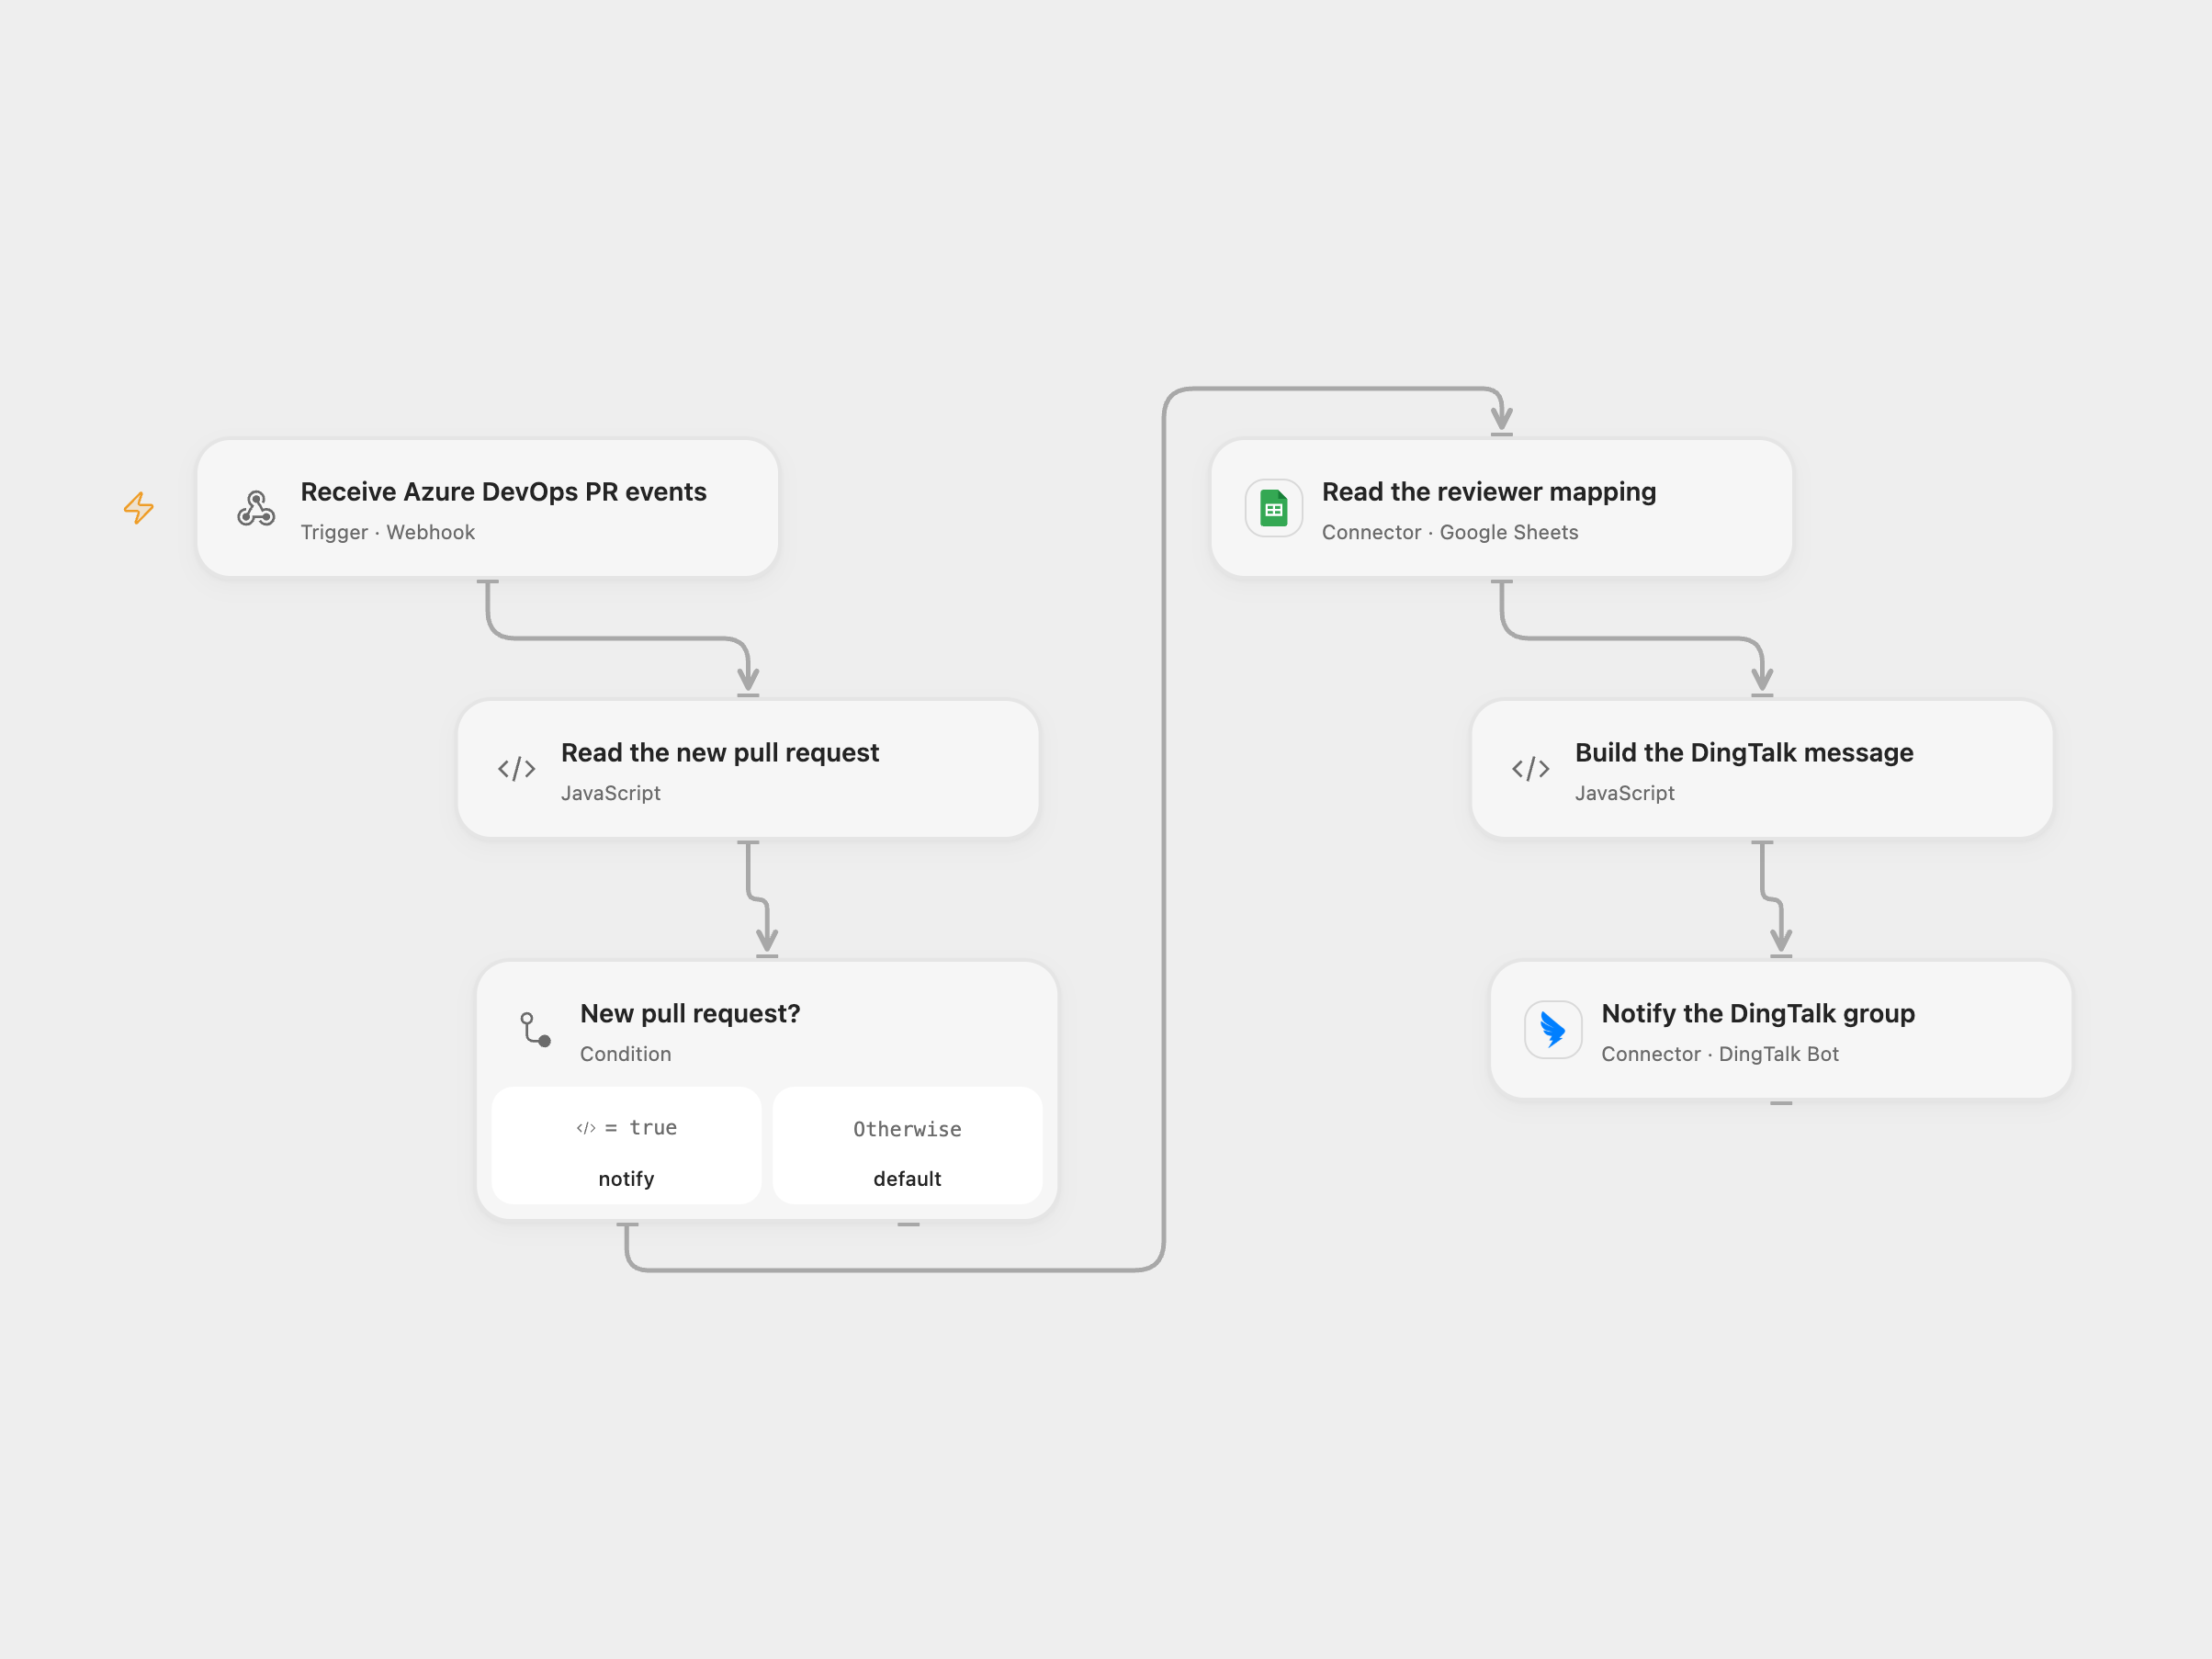 Receive Azure DevOps PR events
Trigger · Webhook
Read the new pull request
JavaScript
New pull request?
Condition
</> = true
notify
Otherwise
default
Read the reviewer mapping
Connector · Google Sheets
Build the DingTalk message
JavaScript
Notify the DingTalk group
Connector · DingTalk Bot